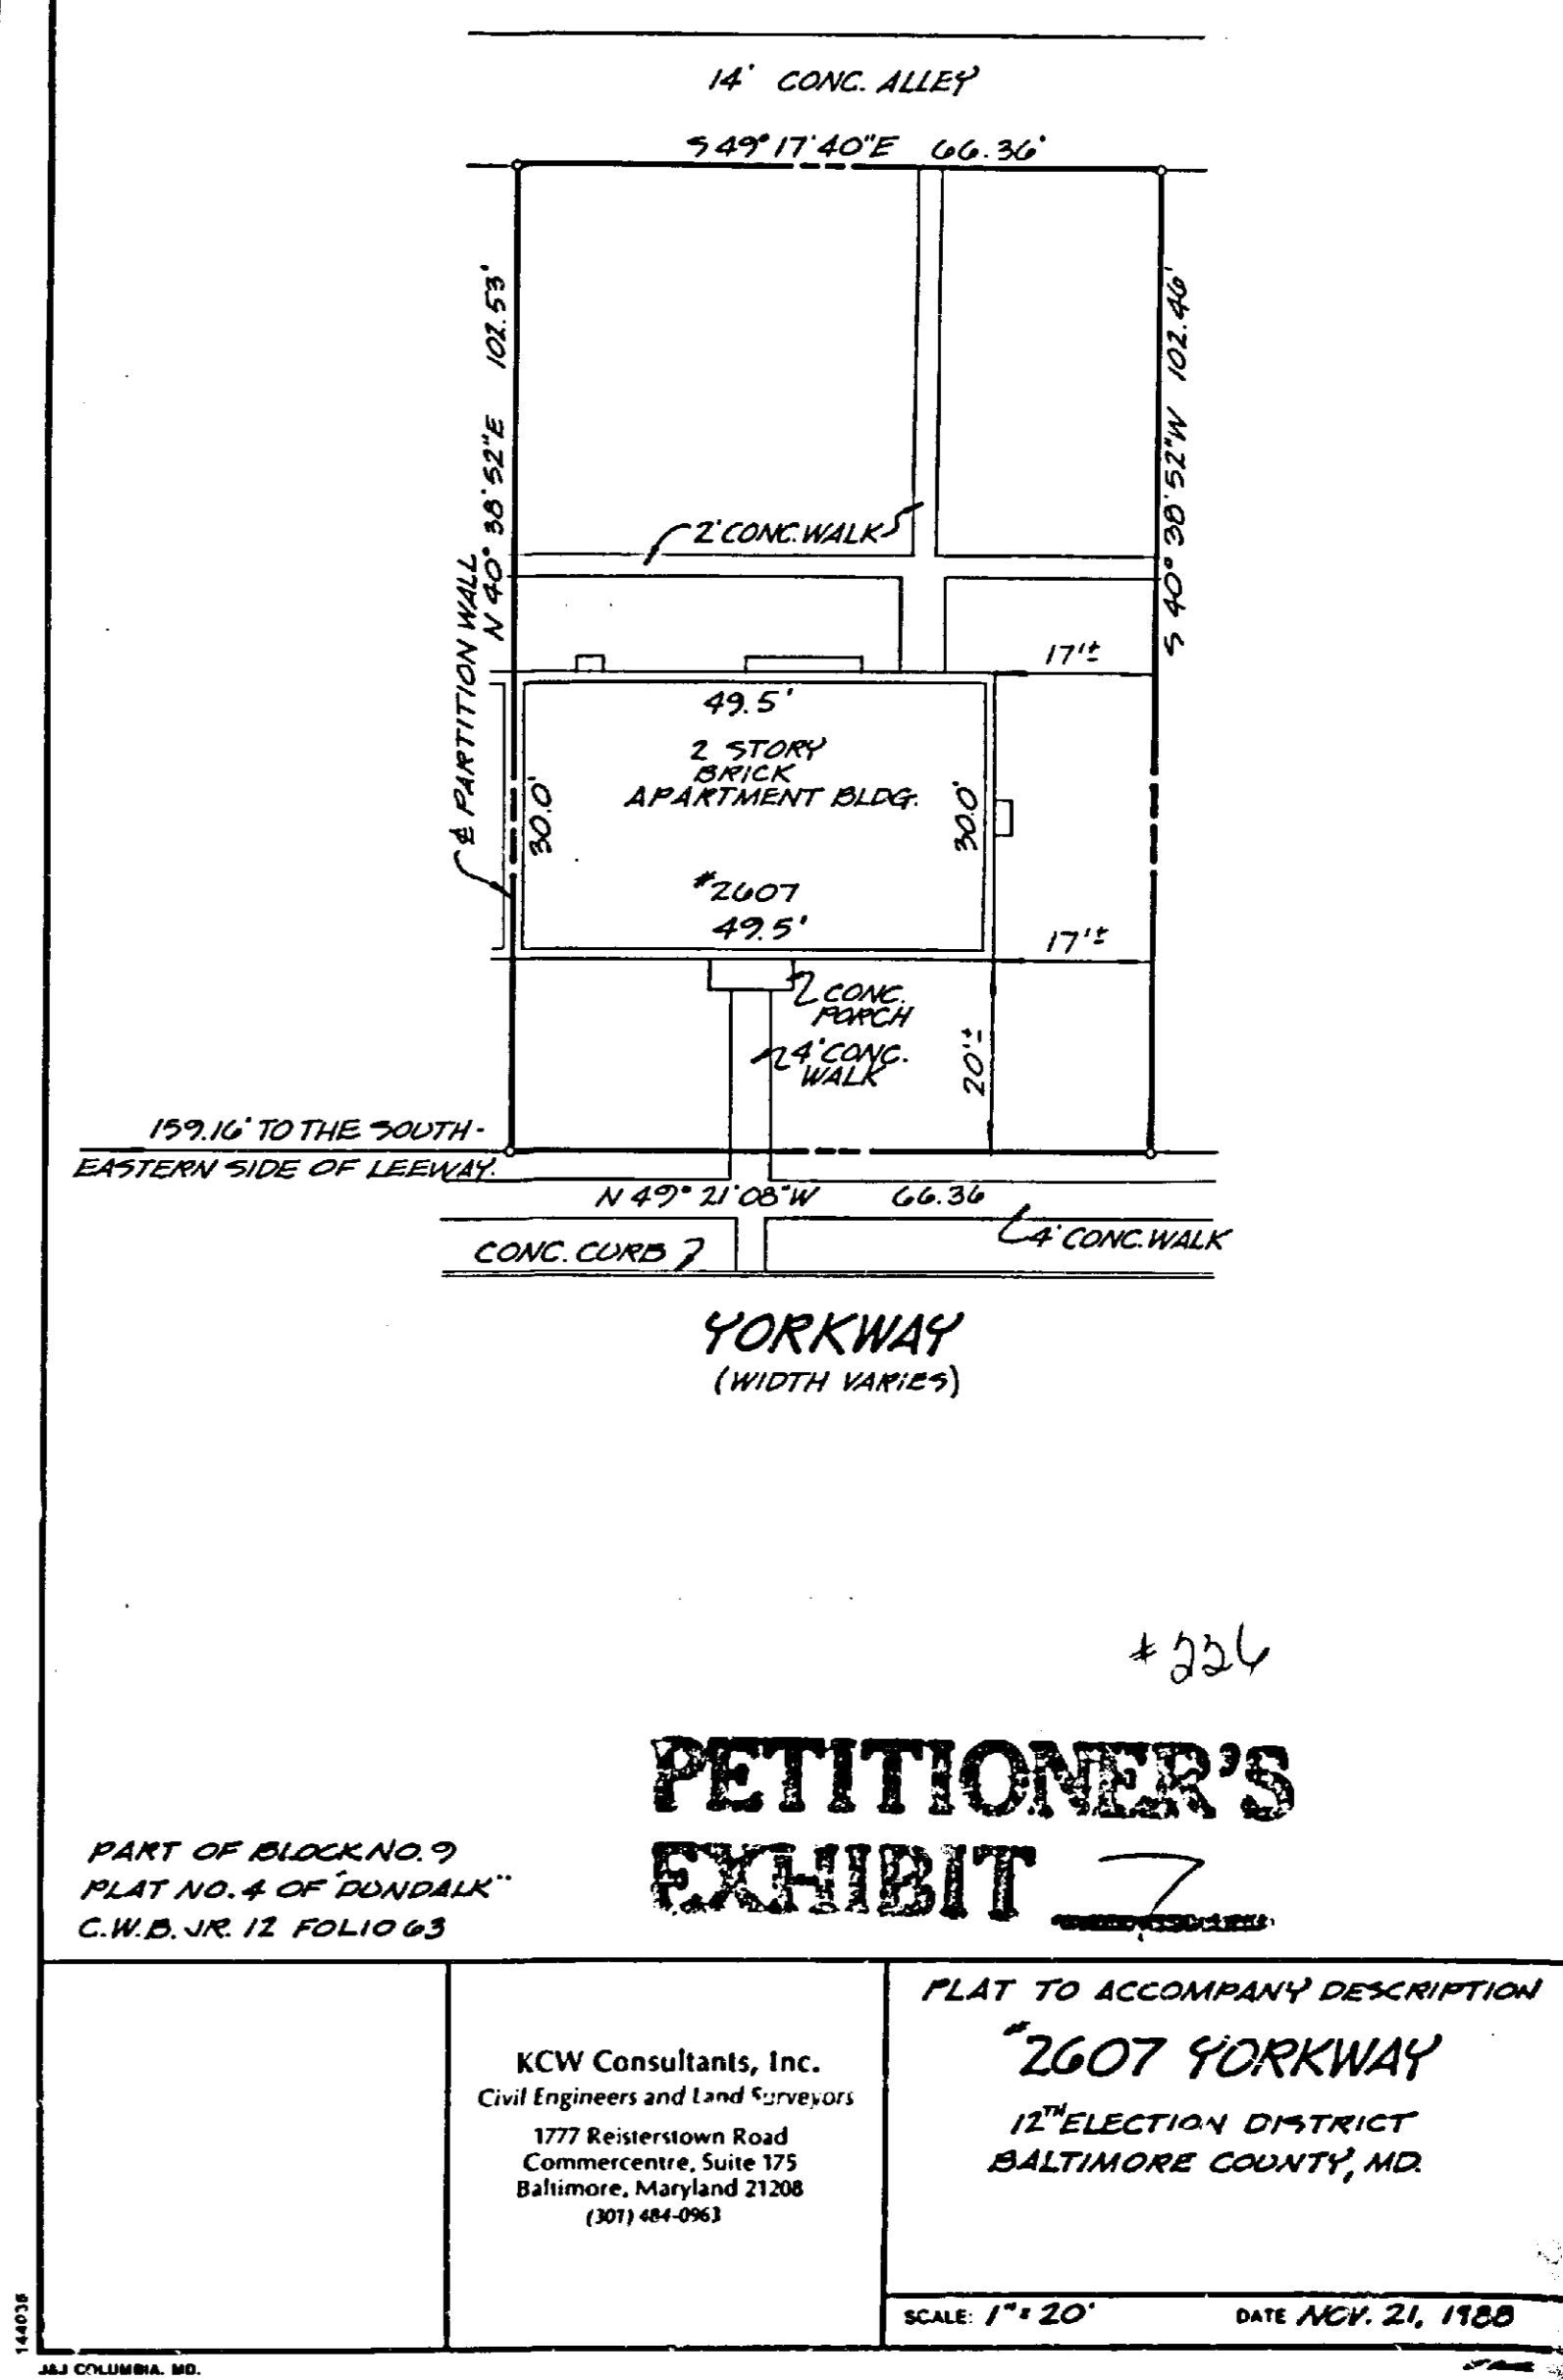 14' CONC. ALLEY
S 49° 17' 40" E 66.36'
N 40° 38' 52" E 102.53'
S 40° 38' 52" W 102.46'
2' CONC. WALK
℄ PARTITION WALL
17'±
49.5'
2 STORY
BRICK
APARTMENT BLDG.
30.0'
30.0'
#2607
49.5'
17'±
CONC.
PORCH
4' CONC.
WALK
20'±
159.16' TO THE SOUTH-
EASTERN SIDE OF LEEWAY.
N 49° 21' 08" W 66.36
4' CONC. WALK
CONC. CURB
YORKWAY
(WIDTH VARIES)
#226
PETITIONER'S
EXHIBIT 7
PART OF BLOCK NO. 9
PLAT NO. 4 OF "DUNDALK"
C.W.B. JR. 12 FOLIO 63
KCW Consultants, Inc.
Civil Engineers and Land Surveyors
1777 Reisterstown Road
Commercentre, Suite 175
Baltimore, Maryland 21208
(301) 484-0963
PLAT TO ACCOMPANY DESCRIPTION
#2607 YORKWAY
12TH ELECTION DISTRICT
BALTIMORE COUNTY, MD.
SCALE: 1" = 20'
DATE NOV. 21, 1988
144036
J&J COLUMBIA, MD.